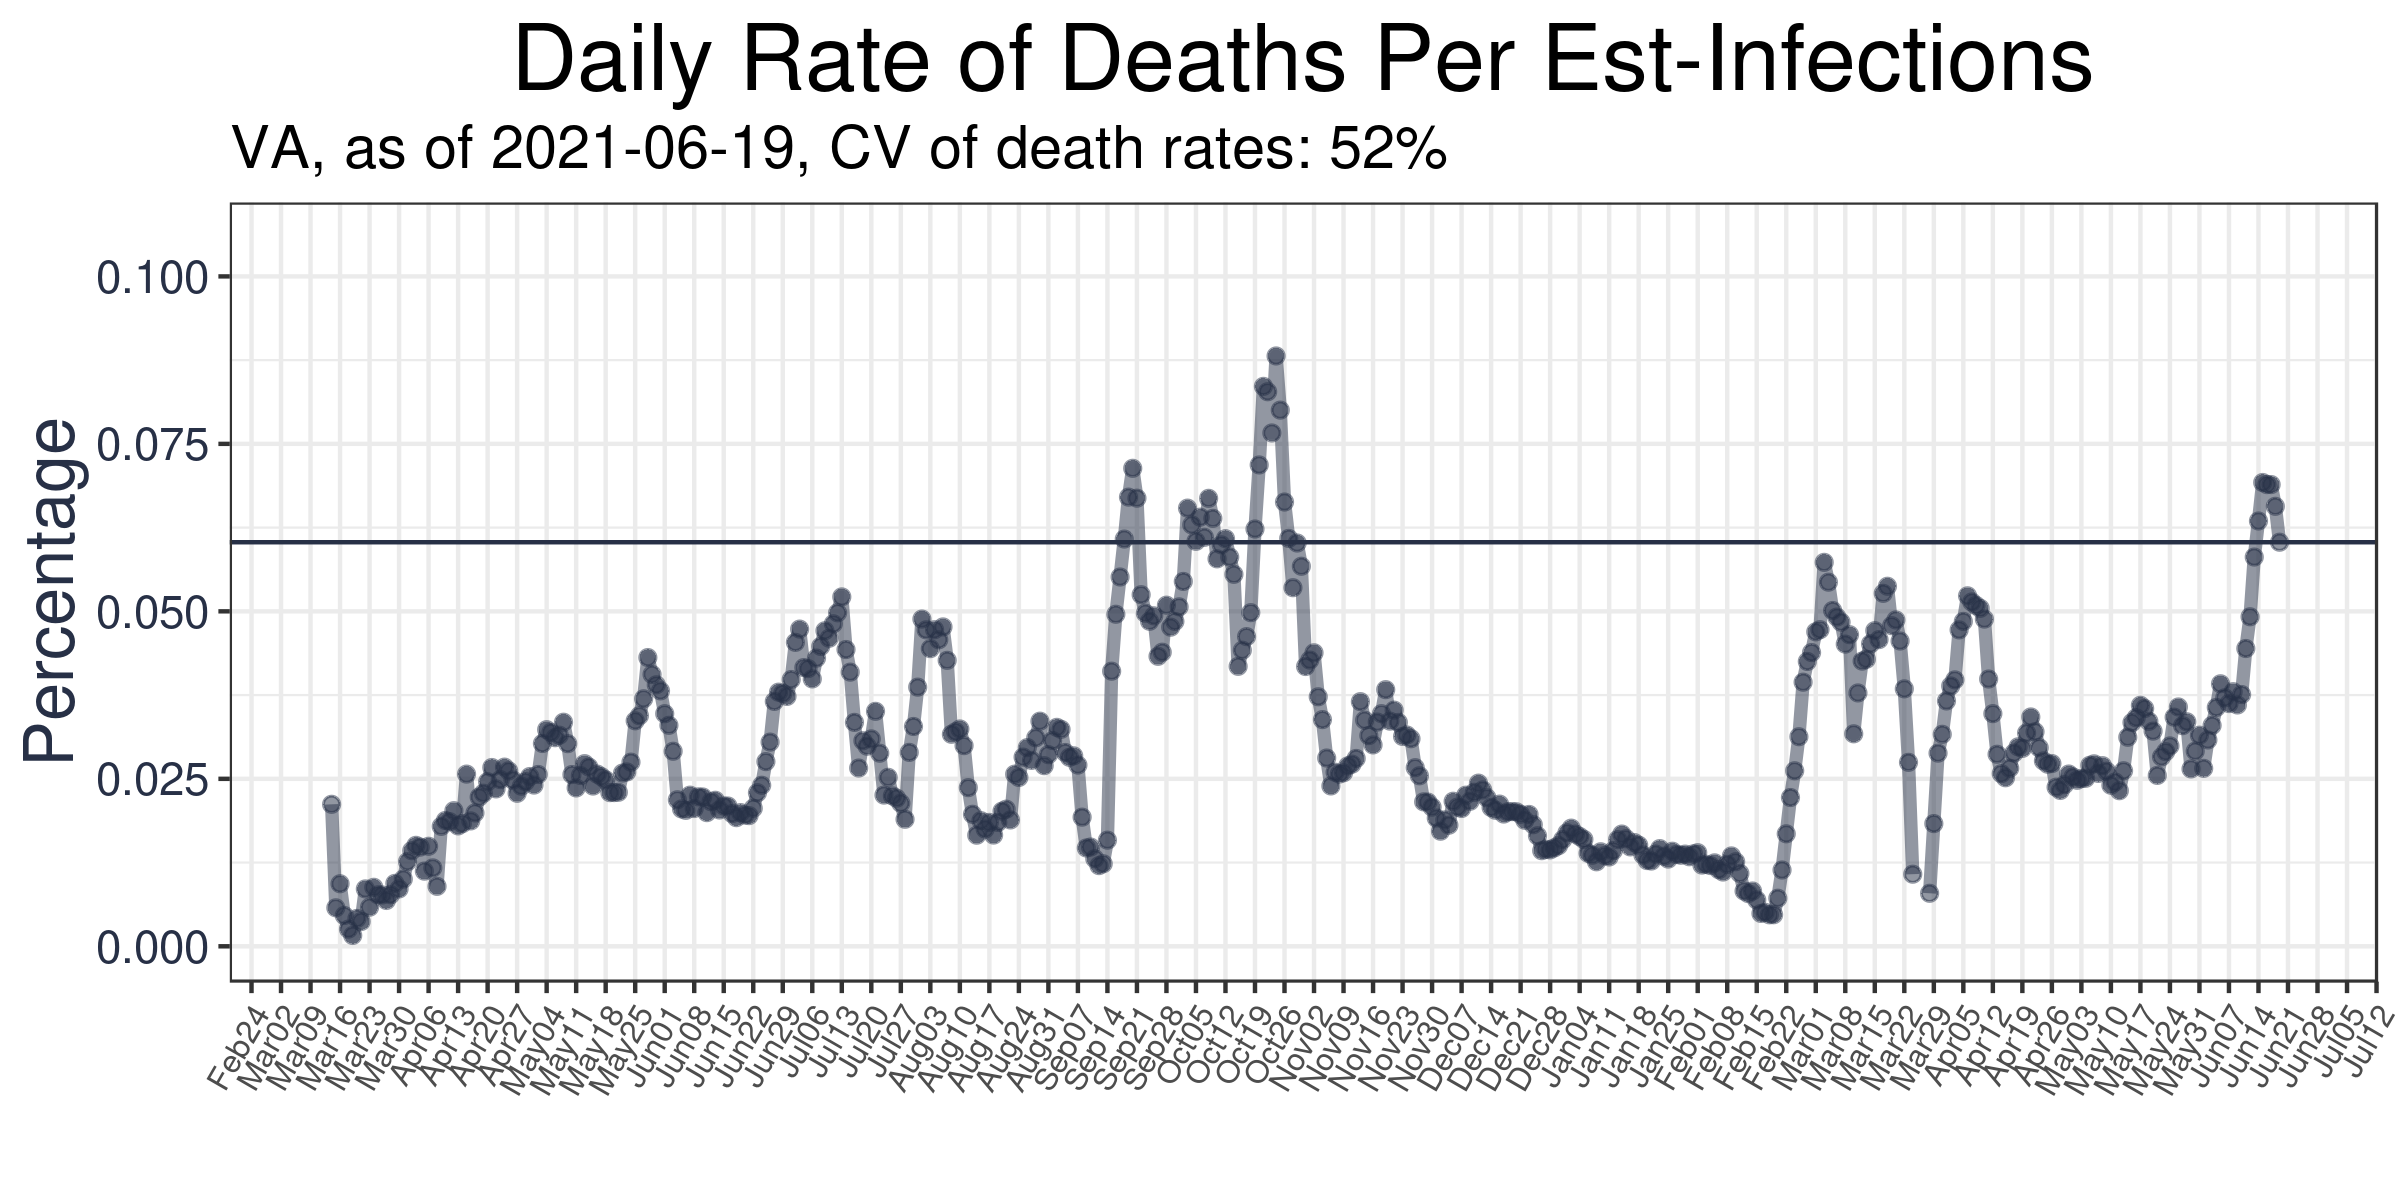 Daily Rate of Deaths Per Est-Infections
VA, as of 2021-06-19, CV of death rates: 52%
Percentage
0.100
0.075
0.050
0.025
0.000
Feb24
Mar02
Mar09
Mar16
Mar23
Mar30
Apr06
Apr13
Apr20
Apr27
May04
May11
May18
May25
Jun01
Jun08
Jun15
Jun22
Jun29
Jul06
Jul13
Jul20
Jul27
Aug03
Aug10
Aug17
Aug24
Aug31
Sep07
Sep14
Sep21
Sep28
Oct05
Oct12
Oct19
Oct26
Nov02
Nov09
Nov16
Nov23
Nov30
Dec07
Dec14
Dec21
Dec28
Jan04
Jan11
Jan18
Jan25
Feb01
Feb08
Feb15
Feb22
Mar01
Mar08
Mar15
Mar22
Mar29
Apr05
Apr12
Apr19
Apr26
May03
May10
May17
May24
May31
Jun07
Jun14
Jun21
Jun28
Jul05
Jul12